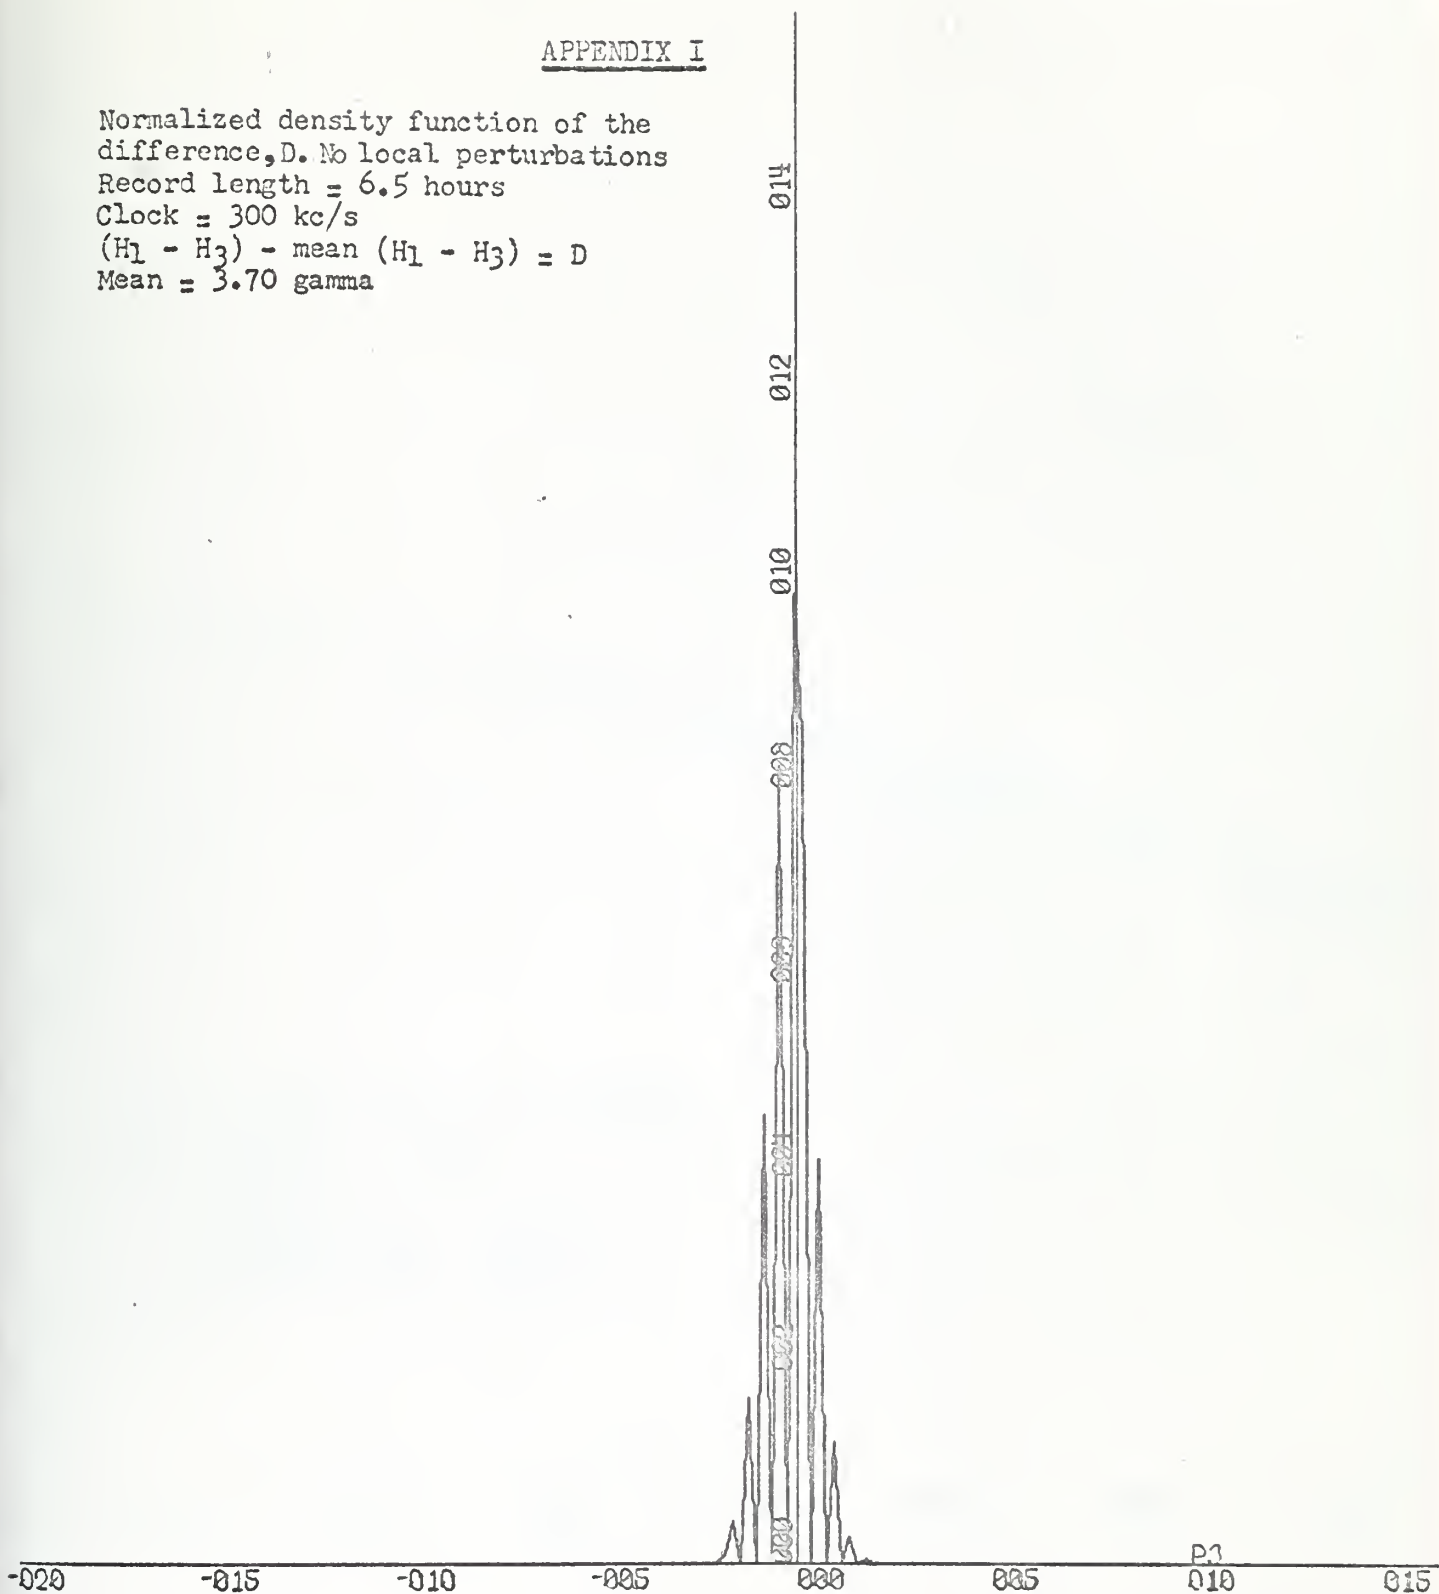 APPENDIX I
Normalized density function of the
difference, D. No local perturbations
Record length = 6.5 hours
Clock = 300 kc/s
(H1 - H3) - mean (H1 - H3) = D
Mean = 3.70 gamma
014
012
010
008
004
-020 -015 -010 -005 000 005 010 015